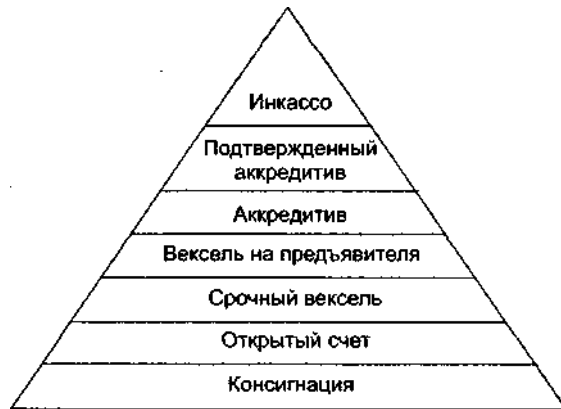 Инкассо
Подтвержденный
аккредитив
Аккредитив
Вексель на предъявителя
Срочный вексель
Открытый счет
Консигнация